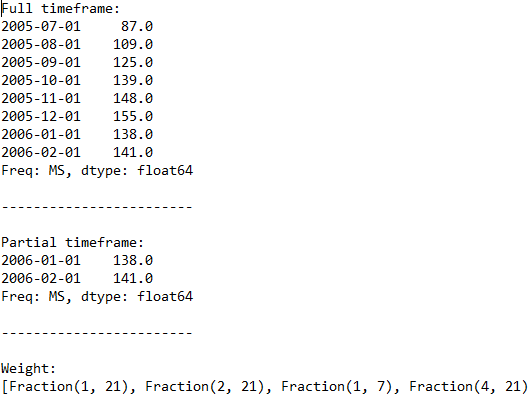 Full timeframe:
2005-07-01     87.0
2005-08-01    109.0
2005-09-01    125.0
2005-10-01    139.0
2005-11-01    148.0
2005-12-01    155.0
2006-01-01    138.0
2006-02-01    141.0
Freq: MS, dtype: float64
------------------------
Partial timeframe:
2006-01-01    138.0
2006-02-01    141.0
Freq: MS, dtype: float64
------------------------
Weight:
[Fraction(1, 21), Fraction(2, 21), Fraction(1, 7), Fraction(4, 21)